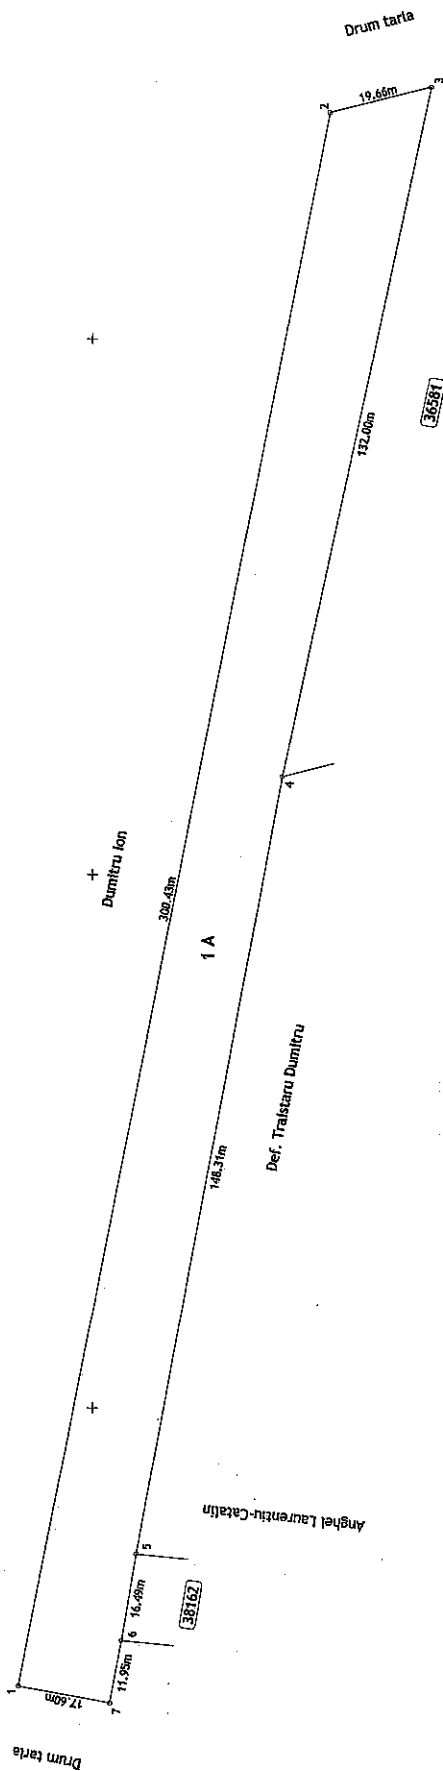 Drum tarla
3
2
19.66m
36581
132.00m
4
Dumitru Ion
300.43m
1 A
Def. Traistaru Dumitru
148.31m
Anghel Laurentiu-Catalin
5
16.49m
38162
6
11.95m
1
17.60m
7
Drum tarla